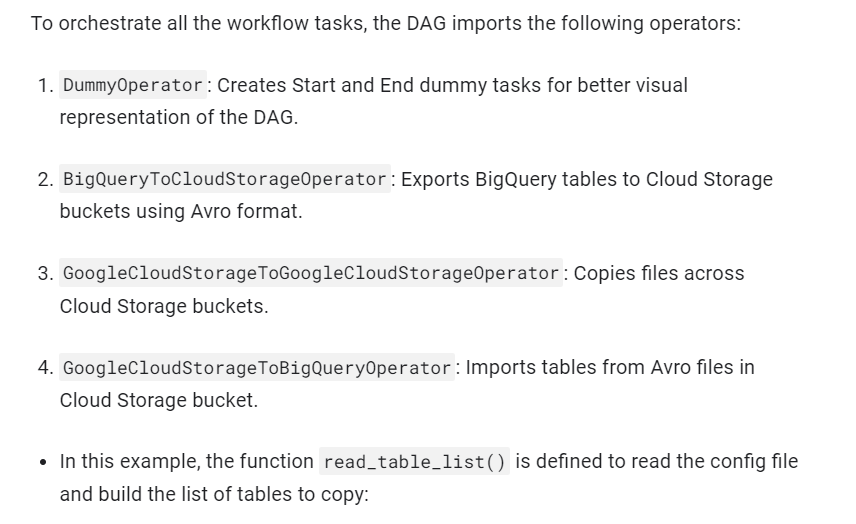 To orchestrate all the workflow tasks, the DAG imports the following operators:
1. DummyOperator: Creates Start and End dummy tasks for better visual
representation of the DAG.
2. BigQueryToCloudStorageOperator: Exports BigQuery tables to Cloud Storage
buckets using Avro format.
3. GoogleCloudStorageToGoogleCloudStorageOperator: Copies files across
Cloud Storage buckets.
4. GoogleCloudStorageToBigQueryOperator: Imports tables from Avro files in
Cloud Storage bucket.
• In this example, the function read_table_list() is defined to read the config file
and build the list of tables to copy: